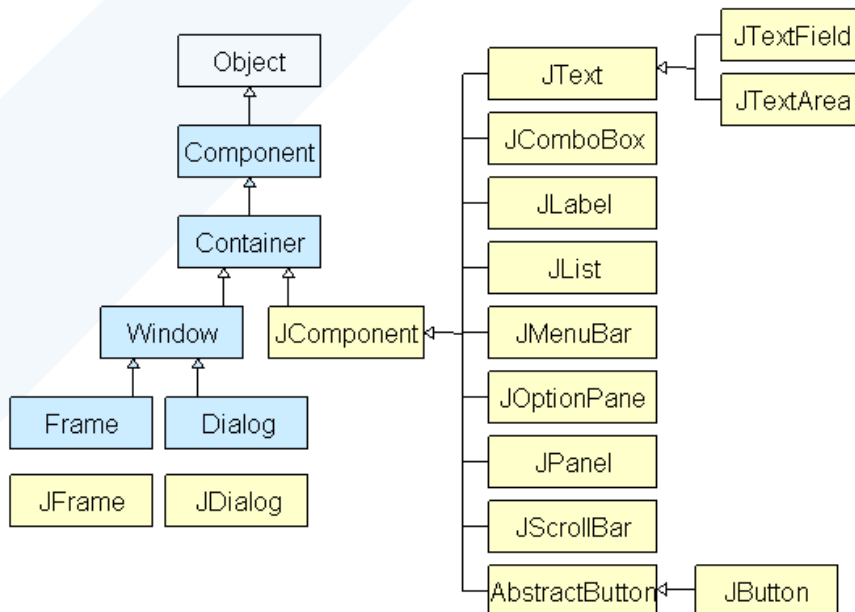 Object
Component
Container
Window
JComponent
Frame
Dialog
JFrame
JDialog
JText
JComboBox
JLabel
JList
JMenuBar
JOptionPane
JPanel
JScrollBar
AbstractButton
JTextField
JTextArea
JButton